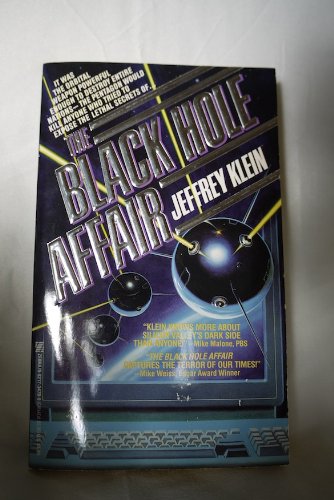 IT WAS
THE ORBITAL
WEAPON POWERFUL
ENOUGH TO DESTROY ENTIRE
NATIONS—THE PENTAGON WOULD
KILL ANYONE WHO TRIED TO
EXPOSE THE LETHAL SECRETS OF...
THE
BLACK HOLE
AFFAIR
JEFFREY KLEIN
"KLEIN KNOWS MORE ABOUT
SILICON VALLEY'S DARK SIDE
THAN ANYONE!" – Mike Malone, PBS
"THE BLACK HOLE AFFAIR
CAPTURES THE TERROR OF OUR TIMES!"
– Mike Weiss, Edgar Award Winner